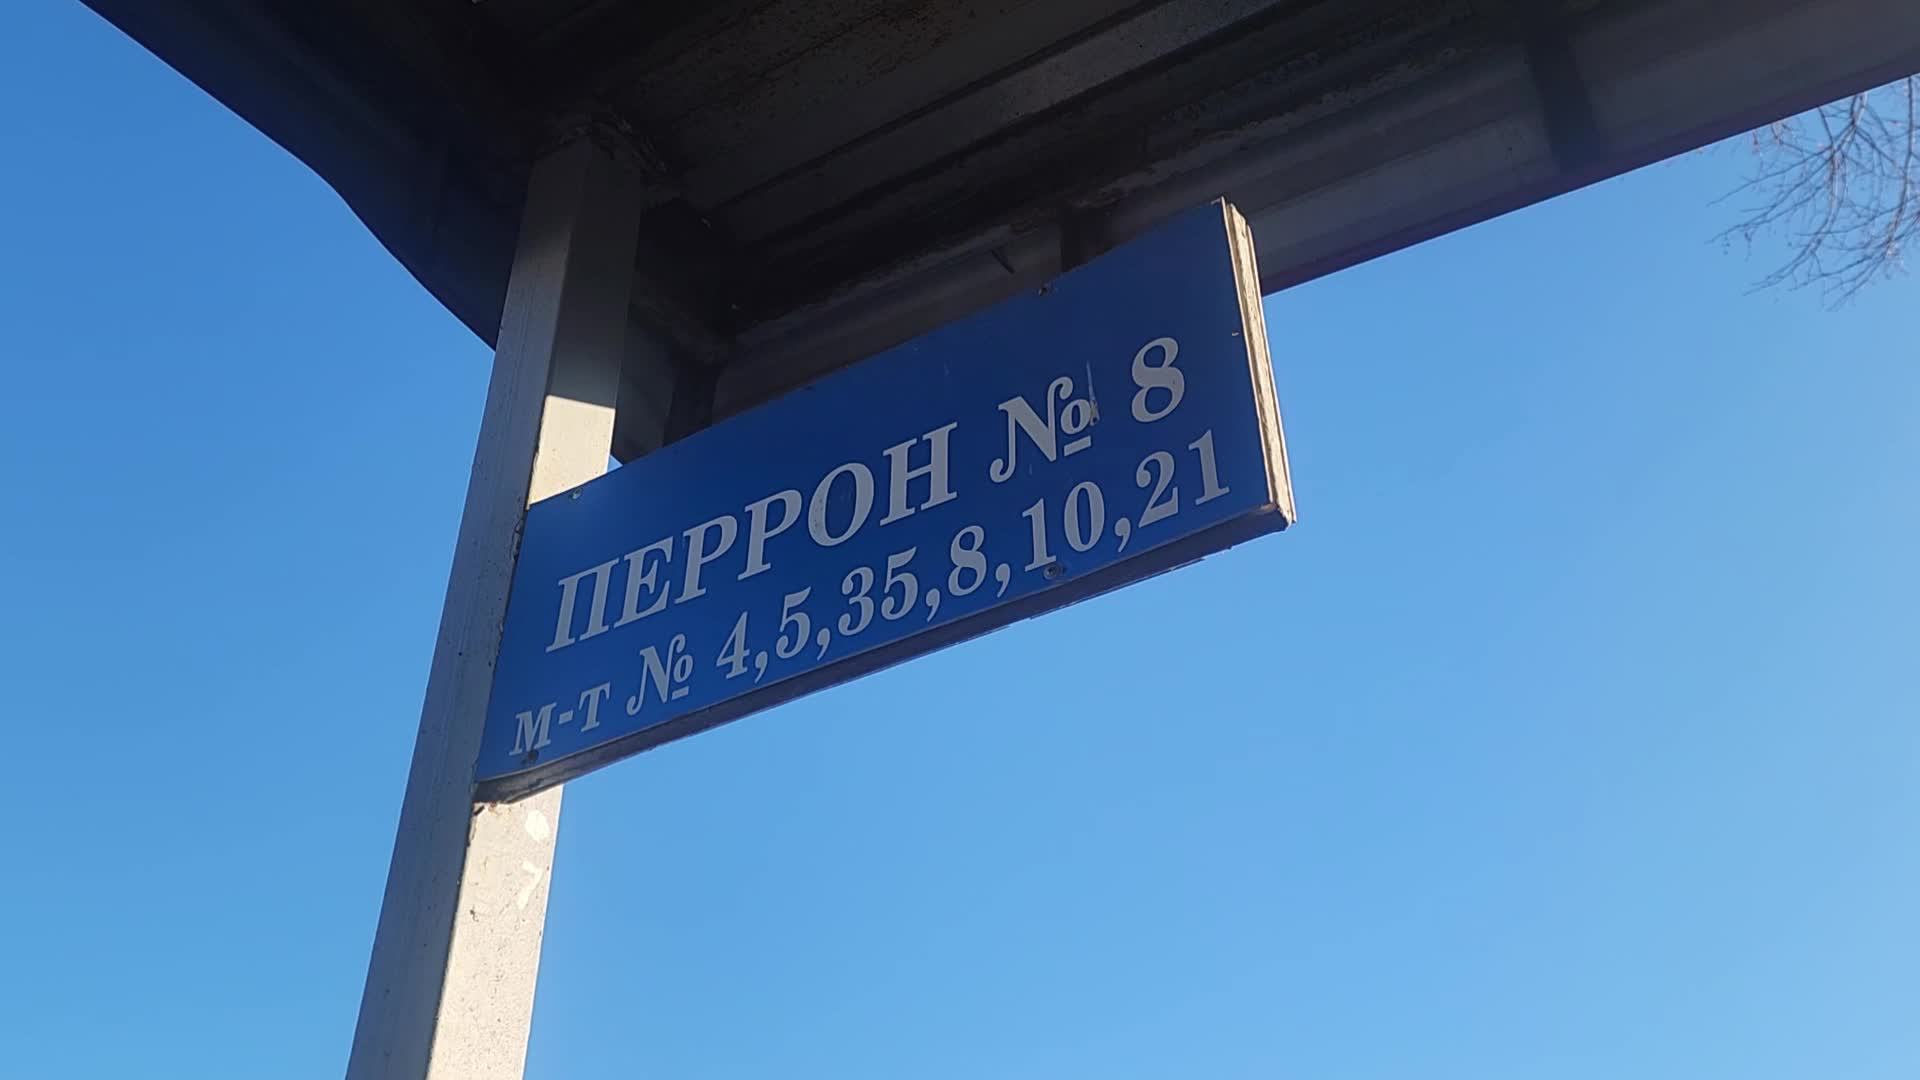 ПЕРРОН № 8
м-т № 4,5,35,8,10,21